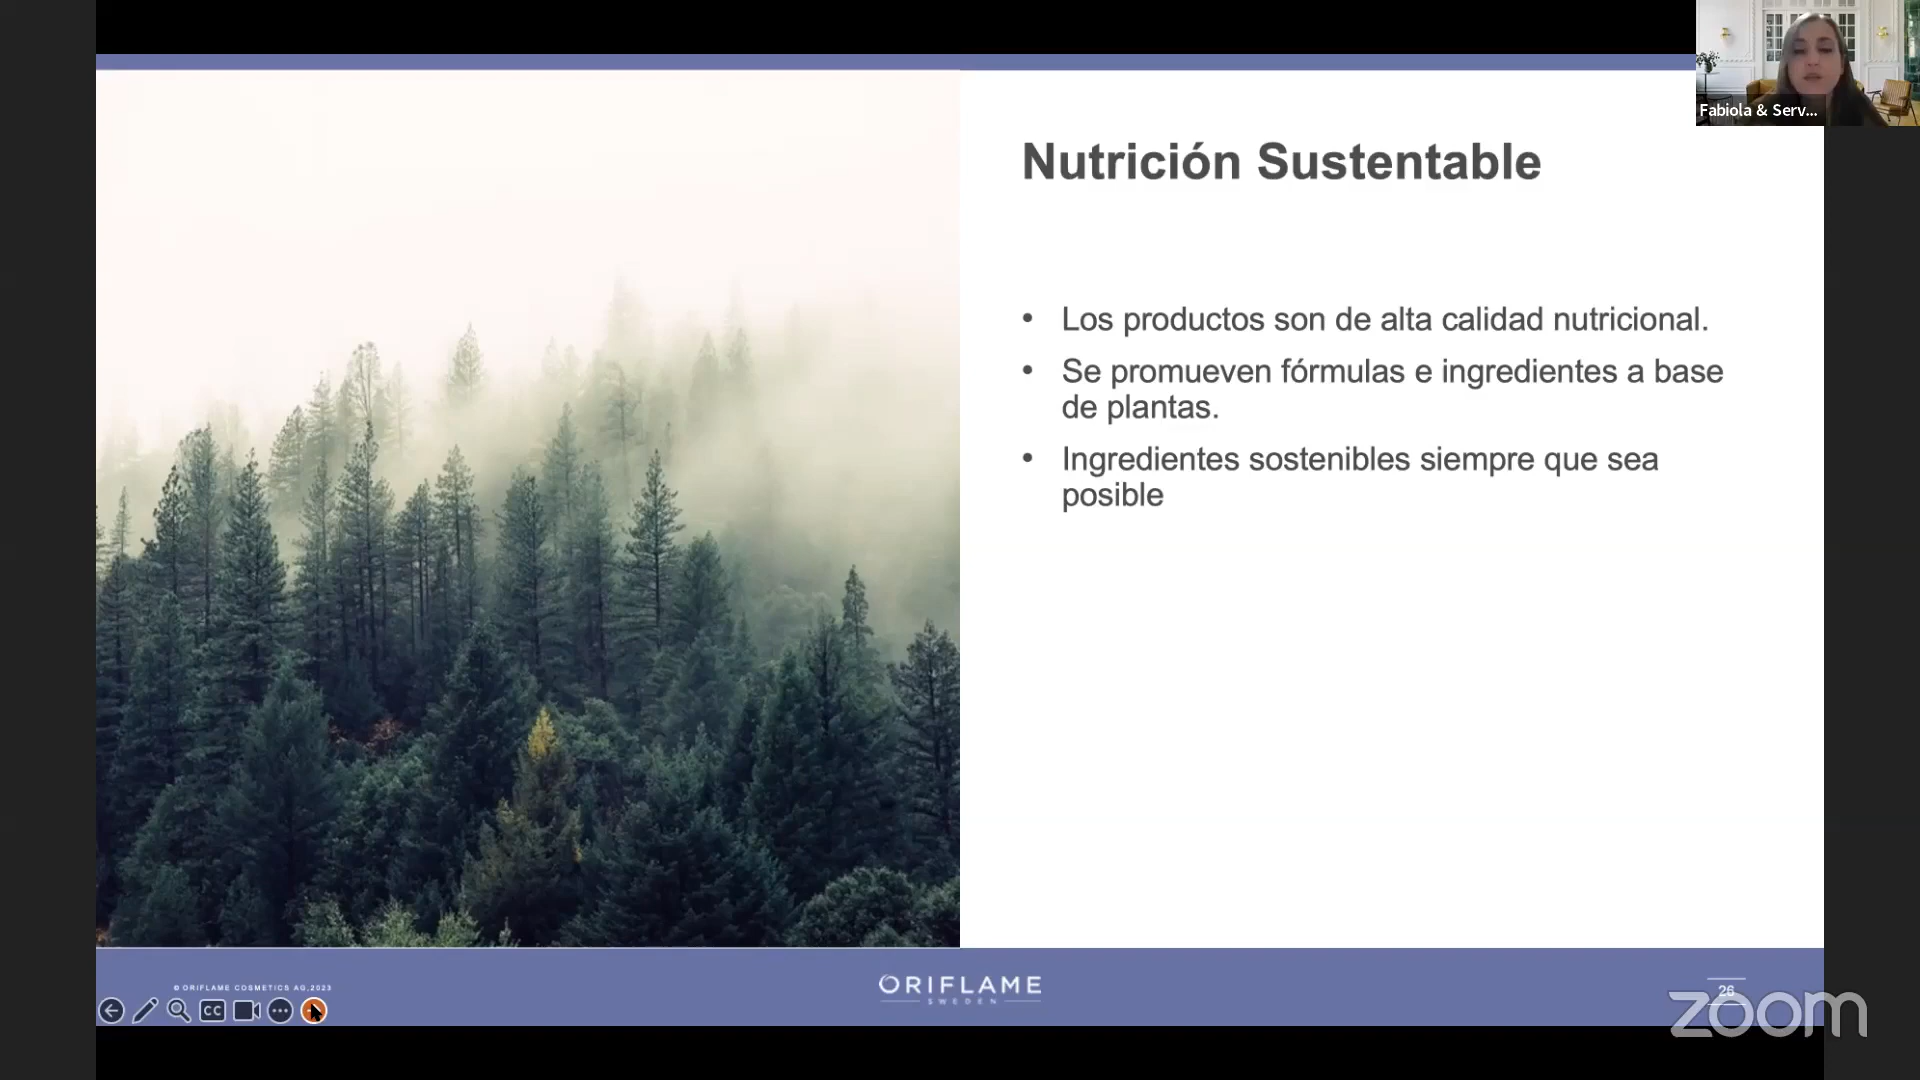 Fabiola & Serv...
Nutrición Sustentable
• Los productos son de alta calidad nutricional.
• Se promueven fórmulas e ingredientes a base
de plantas.
• Ingredientes sostenibles siempre que sea
posible
© ORIFLAME COSMETICS AG,2023
CC
ORIFLAME
SWEDEN
26
zoom